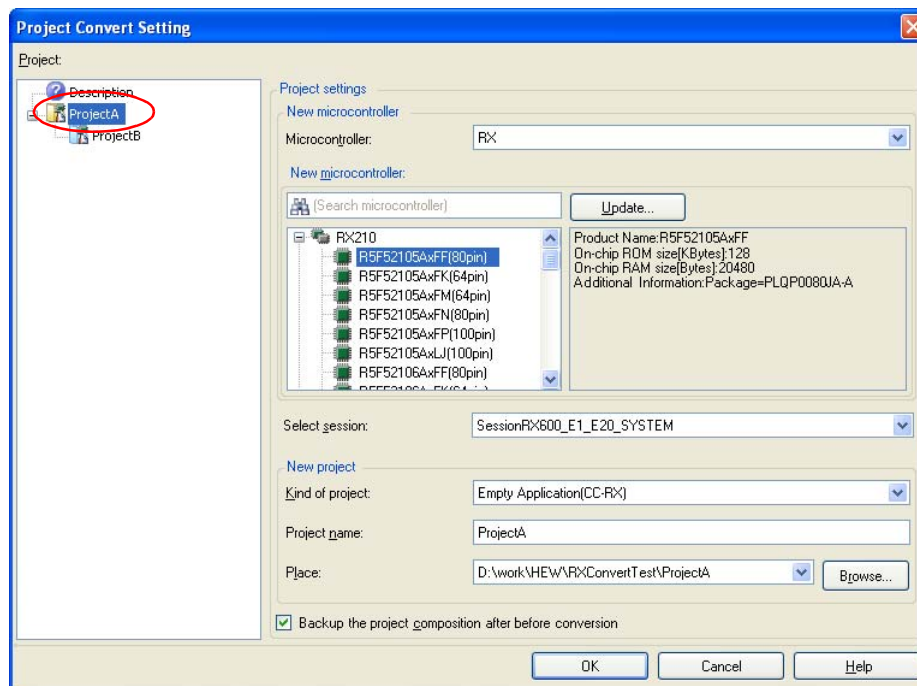 Project Convert Setting
Project:
Description
ProjectA
ProjectB
Project settings
New microcontroller
Microcontroller:
RX
New microcontroller:
(Search microcontroller)
Update...
RX210
R5F52105AxFF(80pin)
R5F52105AxFK(64pin)
R5F52105AxFM(64pin)
R5F52105AxFN(80pin)
R5F52105AxFP(100pin)
R5F52105AxLJ(100pin)
R5F52106AxFF(80pin)
Product Name:R5F52105AxFF
On-chip ROM size[KBytes]:128
On-chip RAM size[Bytes]:20480
Additional Information:Package=PLQP0080JA-A
Select session:
SessionRX600_E1_E20_SYSTEM
New project
Kind of project:
Empty Application(CC-RX)
Project name:
ProjectA
Place:
D:\work\HEW\RXConvertTest\ProjectA
Browse...
Backup the project composition after before conversion
OK
Cancel
Help